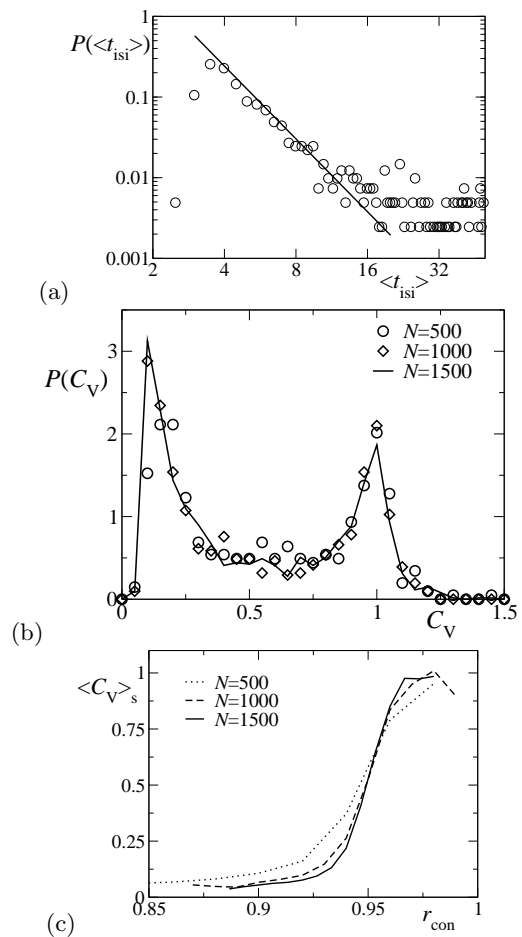 1
P(<t_isi>)
0.1
0.01
0.001
2 4 8 16 32
<t_isi>
(a)
N=500
N=1000
N=1500
3
P(C_V)
2
1
0
0 0.5 1 1.5
C_V
(b)
<C_V>_s
1
N=500
N=1000
N=1500
0.75
0.5
0.25
0
0.85 0.9 0.95 1
r_con
(c)